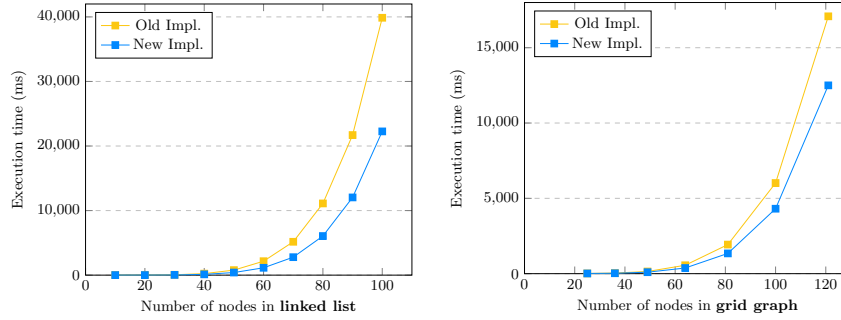 Execution time (ms)
40,000
30,000
20,000
10,000
0
Old Impl.
New Impl.
0 20 40 60 80 100
Number of nodes in linked list
Execution time (ms)
15,000
10,000
5,000
0
Old Impl.
New Impl.
0 20 40 60 80 100 120
Number of nodes in grid graph